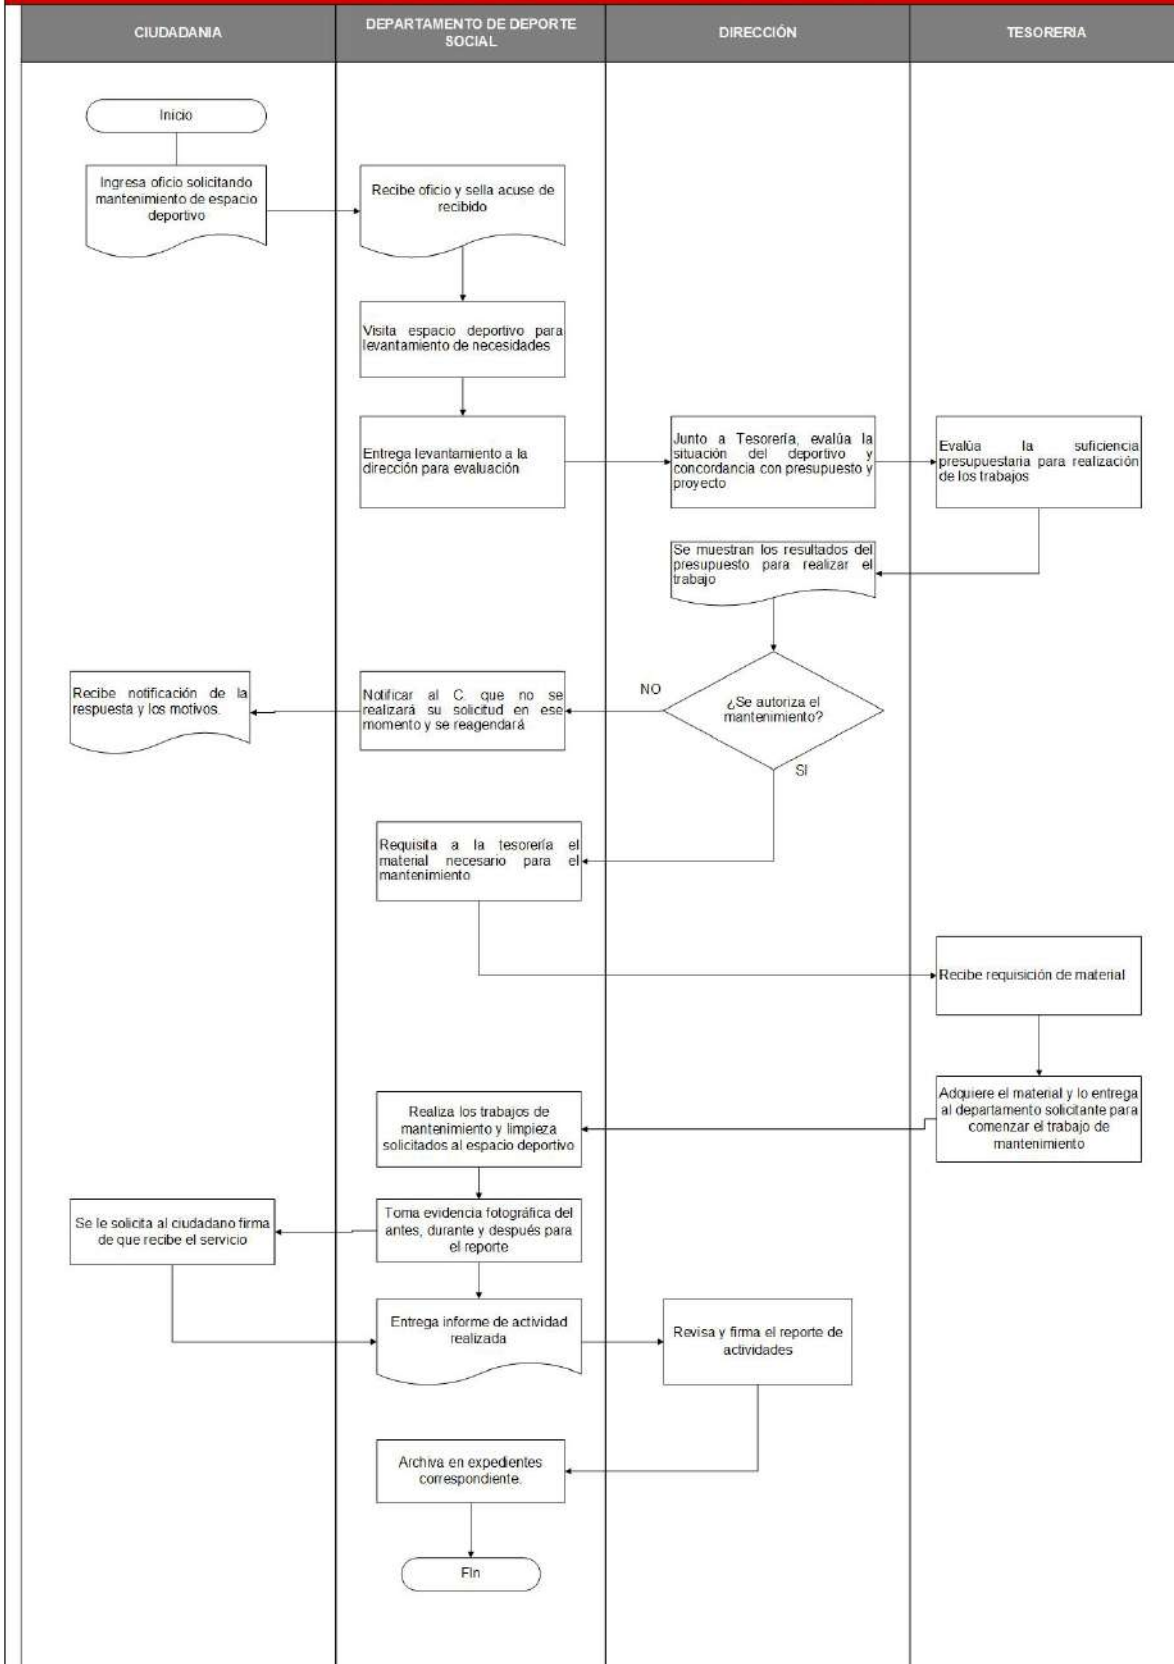 CIUDADANIA
DEPARTAMENTO DE DEPORTE
SOCIAL
DIRECCIÓN
TESORERIA
Inicio
Ingresa oficio solicitando
mantenimiento de espacio
deportivo
Recibe oficio y sella acuse de
recibido
Visita espacio deportivo para
levantamiento de necesidades
Entrega levantamiento a la
dirección para evaluación
Junto a Tesorería, evalúa la
situación del deportivo y
concordancia con presupuesto y
proyecto
Evalúa la suficiencia
presupuestaria para realización
de los trabajos
Se muestran los resultados del
presupuesto para realizar el
trabajo
¿Se autoriza el
mantenimiento?
NO
SI
Notificar al C. que no se
realizará su solicitud en ese
momento y se reagendará
Recibe notificación de la
respuesta y los motivos.
Requisita a la tesorería el
material necesario para el
mantenimiento
Recibe requisición de material
Adquiere el material y lo entrega
al departamento solicitante para
comenzar el trabajo de
mantenimiento
Realiza los trabajos de
mantenimiento y limpieza
solicitados al espacio deportivo
Toma evidencia fotográfica del
antes, durante y después para
el reporte
Se le solicita al ciudadano firma
de que recibe el servicio
Entrega informe de actividad
realizada
Revisa y firma el reporte de
actividades
Archiva en expedientes
correspondiente.
Fin